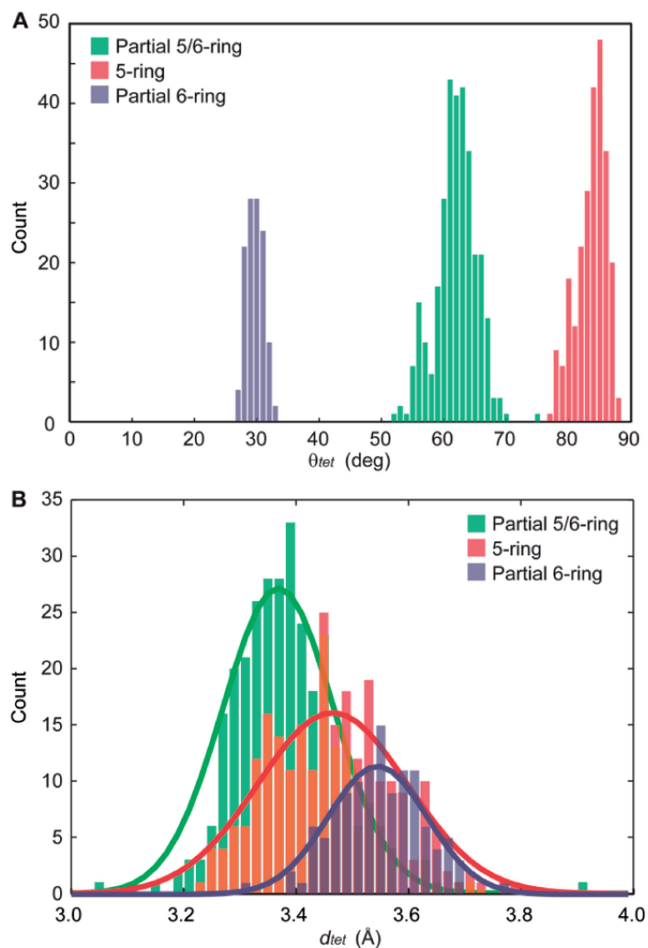 A
50
40
30
20
10
0
Count
Partial 5/6-ring
5-ring
Partial 6-ring
0 10 20 30 40 50 60 70 80 90
θtet (deg)
B
35
30
25
20
15
10
5
0
Count
Partial 5/6-ring
5-ring
Partial 6-ring
3.0 3.2 3.4 3.6 3.8 4.0
dtet (Å)